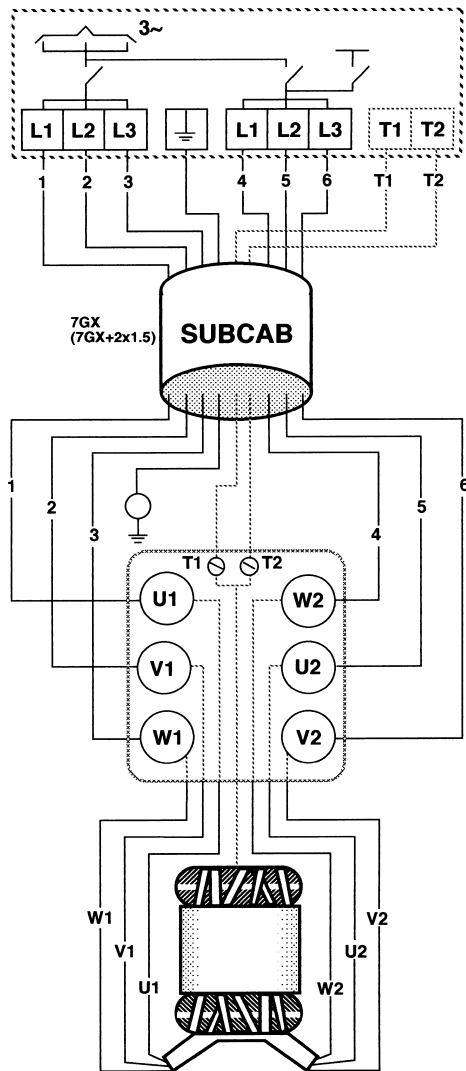 3~
L1 L2 L3 L1 L2 L3 T1 T2
1 2 3 4 5 6 T1 T2
7GX
(7GX+2x1.5)
SUBCAB
1 2 3 4 5 6
T1 T2
U1 W2
V1 U2
W1 V2
W1 V1 U1 W2 U2 V2